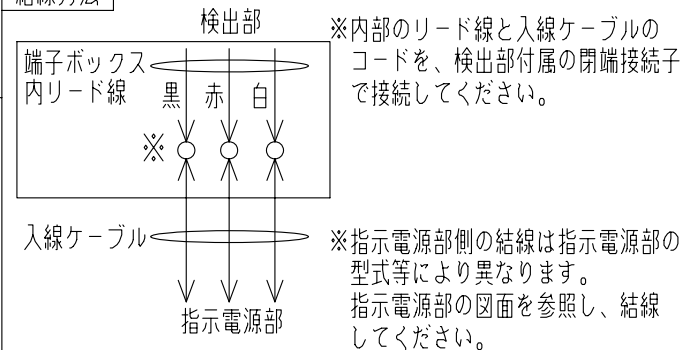 検出部
※内部のリード線と入線ケーブルの
コードを、検出部付属の閉端接続子
で接続してください。
端子ボックス
内リード線
黒 赤 白
※
入線ケーブル
※指示電源部側の結線は指示電源部の
型式等により異なります。
指示電源部の図面を参照し、結線
してください。
指示電源部